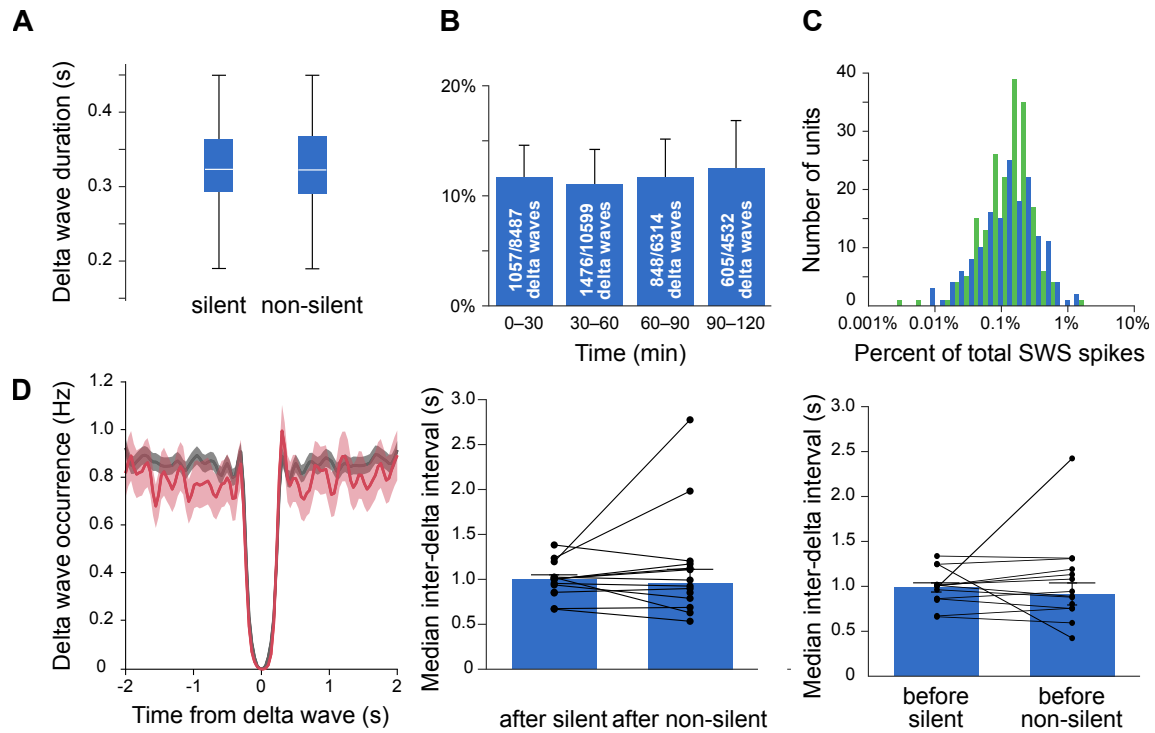 A
Delta wave duration (s)
0.4
0.3
0.2
silent
non-silent
B
20%
10%
0%
1057/8487
delta waves
1476/10599
delta waves
848/6314
delta waves
605/4532
delta waves
0–30
30–60
60–90
90–120
Time (min)
C
Number of units
40
30
20
10
0
0.001%
0.01%
0.1%
1%
10%
Percent of total SWS spikes
D
Delta wave occurrence (Hz)
1.2
1.0
0.8
0.6
0.4
0.2
0
-2
-1
0
1
2
Time from delta wave (s)
Median inter-delta interval (s)
3.0
2.5
2.0
1.5
1.0
0.5
0
after silent
after non-silent
Median inter-delta interval (s)
3.0
2.5
2.0
1.5
1.0
0.5
0
before
silent
before
non-silent